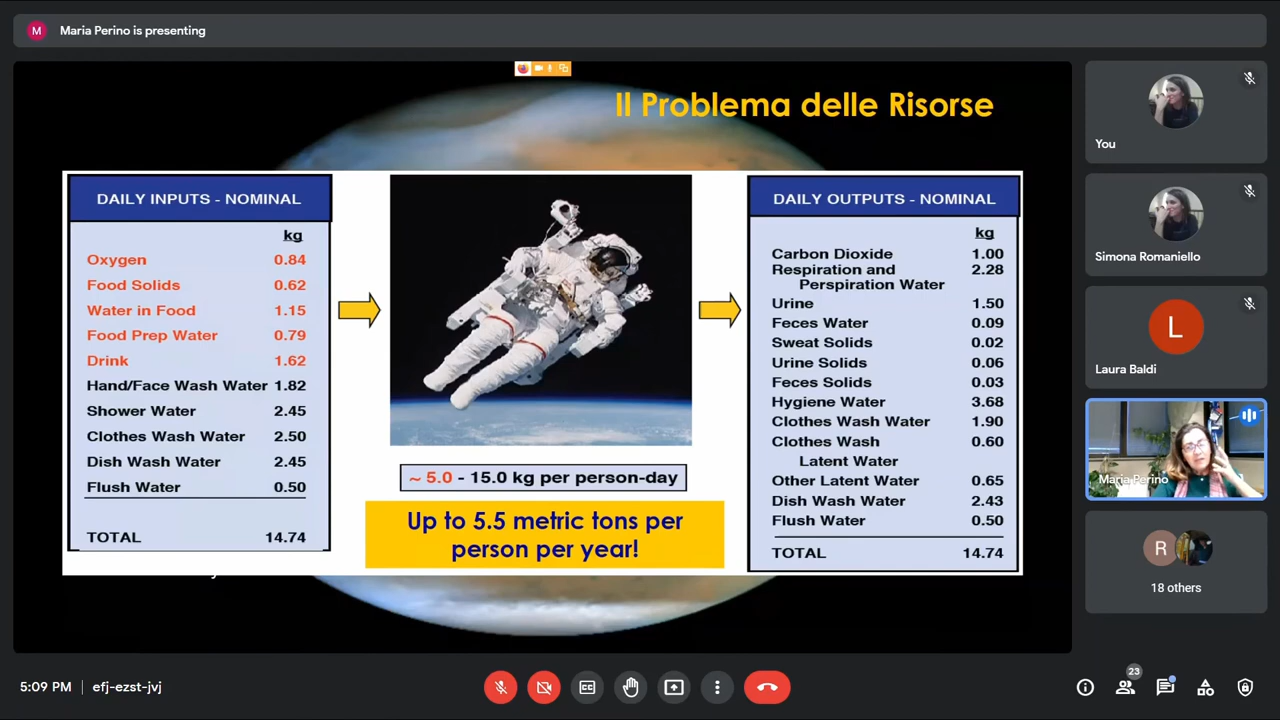 M Maria Perino is presenting
Il Problema delle Risorse
DAILY INPUTS - NOMINAL
kg
Oxygen 0.84
Food Solids 0.62
Water in Food 1.15
Food Prep Water 0.79
Drink 1.62
Hand/Face Wash Water 1.82
Shower Water 2.45
Clothes Wash Water 2.50
Dish Wash Water 2.45
Flush Water 0.50
TOTAL 14.74
~ 5.0 - 15.0 kg per person-day
Up to 5.5 metric tons per
person per year!
DAILY OUTPUTS - NOMINAL
kg
Carbon Dioxide 1.00
Respiration and 2.28
Perspiration Water
Urine 1.50
Feces Water 0.09
Sweat Solids 0.02
Urine Solids 0.06
Feces Solids 0.03
Hygiene Water 3.68
Clothes Wash Water 1.90
Clothes Wash 0.60
Latent Water
Other Latent Water 0.65
Dish Wash Water 2.43
Flush Water 0.50
TOTAL 14.74
You
Simona Romaniello
L
Laura Baldi
Maria Perino
R
18 others
5:09 PM | efj-ezst-jvj
CC
23